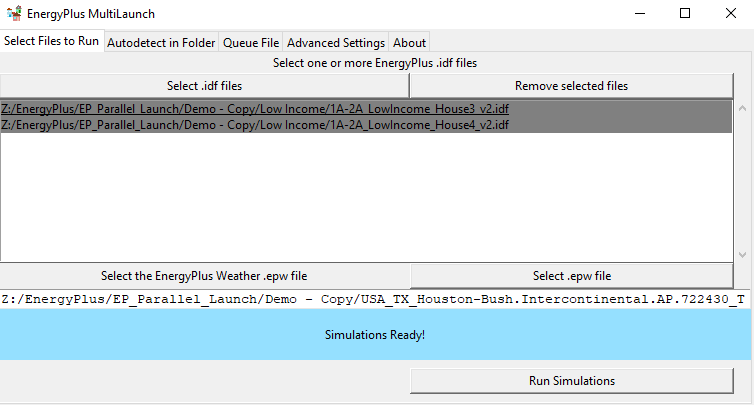 EnergyPlus MultiLaunch
Select Files to Run Autodetect in Folder Queue File Advanced Settings About
Select one or more EnergyPlus .idf files
Select .idf files Remove selected files
Z:/EnergyPlus/EP_Parallel_Launch/Demo - Copy/Low Income/1A-2A_LowIncome_House3_v2.idf
Z:/EnergyPlus/EP_Parallel_Launch/Demo - Copy/Low Income/1A-2A_LowIncome_House4_v2.idf
Select the EnergyPlus Weather .epw file Select .epw file
Z:/EnergyPlus/EP_Parallel_Launch/Demo - Copy/USA_TX_Houston-Bush.Intercontinental.AP.722430_T
Simulations Ready!
Run Simulations